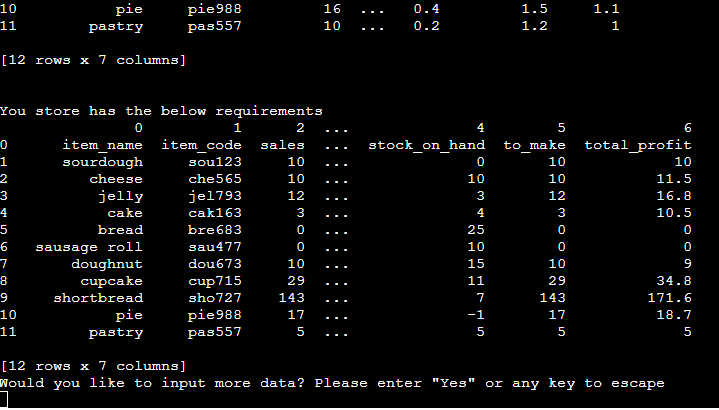 10 pie pie988 16 ... 0.4 1.5 1.1
11 pastry pas557 10 ... 0.2 1.2 1
[12 rows x 7 columns]
You store has the below requirements
0 1 2 ... 4 5 6
0 item_name item_code sales ... stock_on_hand to_make total_profit
1 sourdough sou123 10 ... 0 10 10
2 cheese che565 10 ... 10 10 11.5
3 jelly jel793 12 ... 3 12 16.8
4 cake cak163 3 ... 4 3 10.5
5 bread bre683 0 ... 25 0 0
6 sausage roll sau477 0 ... 10 0 0
7 doughnut dou673 10 ... 15 10 9
8 cupcake cup715 29 ... 11 29 34.8
9 shortbread sho727 143 ... 7 143 171.6
10 pie pie988 17 ... -1 17 18.7
11 pastry pas557 5 ... 5 5 5
[12 rows x 7 columns]
Would you like to input more data? Please enter "Yes" or any key to escape